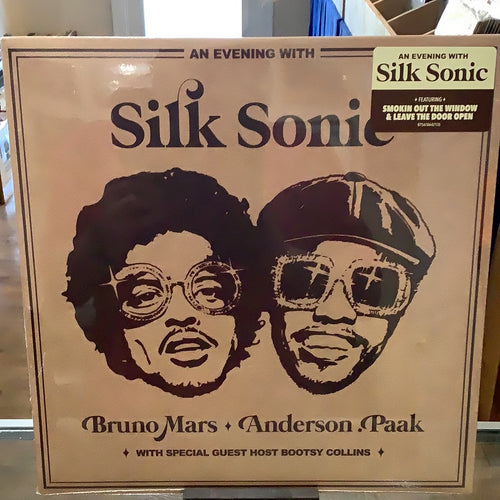 AN EVENING WITH
Silk Sonic
Bruno Mars ✦ Anderson .Paak
✦ WITH SPECIAL GUEST HOST BOOTSY COLLINS ✦
AN EVENING WITH
Silk Sonic
✦ FEATURING ✦
SMOKIN OUT THE WINDOW
& LEAVE THE DOOR OPEN